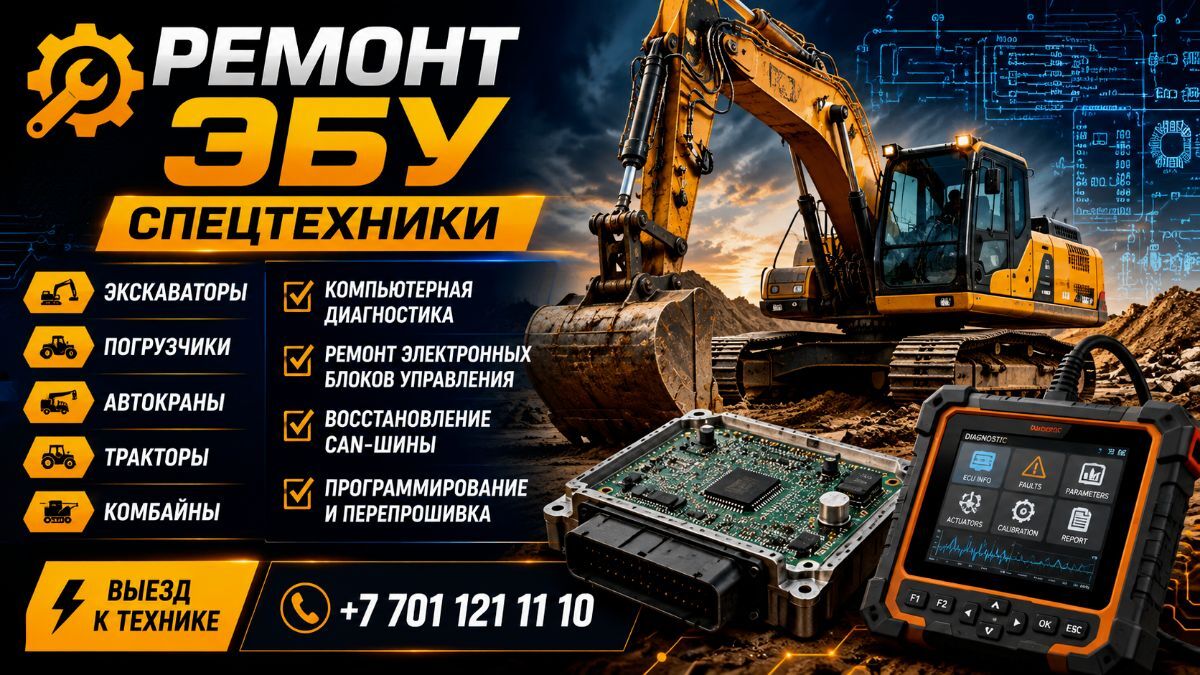 РЕМОНТ
ЭБУ
СПЕЦТЕХНИКИ
ЭКСКАВАТОРЫ
ПОГРУЗЧИКИ
АВТОКРАНЫ
ТРАКТОРЫ
КОМБАЙНЫ
КОМПЬЮТЕРНАЯ
ДИАГНОСТИКА
РЕМОНТ ЭЛЕКТРОННЫХ
БЛОКОВ УПРАВЛЕНИЯ
ВОССТАНОВЛЕНИЕ
CAN-ШИНЫ
ПРОГРАММИРОВАНИЕ
И ПЕРЕПРОШИВКА
ВЫЕЗД
К ТЕХНИКЕ
+7 701 121 11 10
DIAGNOSTIC
ECU INFO
FAULTS
PARAMETERS
ACTUATORS
CALIBRATION
REPORT
F1
F2
OK
ESC